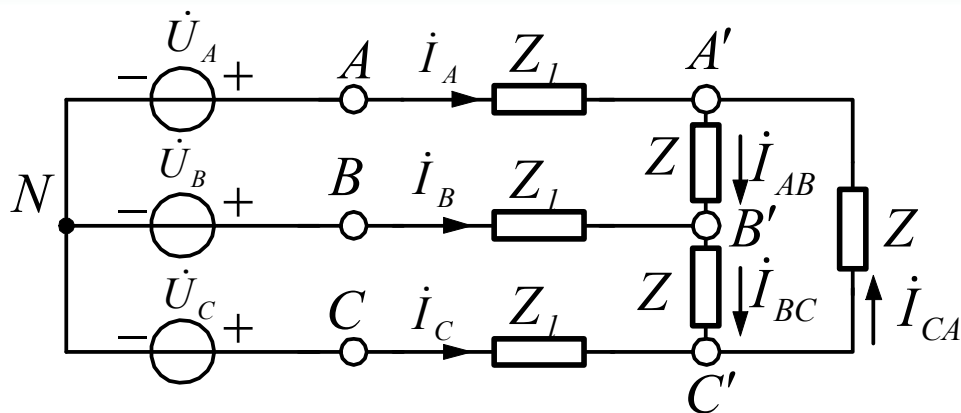 U̇_A
− + A İ_A Z_l A′
Z İ_AB
U̇_B
N − + B İ_B Z_l B′ Z
U̇_C
Z İ_BC İ_CA
− + C İ_C Z_l
C′